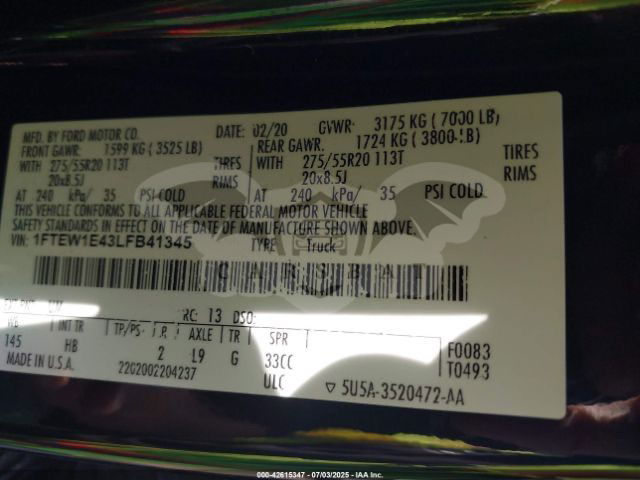 MFD. BY FORD MOTOR CO. DATE: 02/20 GVWR: 3175 KG ( 7000 LB)
FRONT GAWR: 1599 KG ( 3525 LB) REAR GAWR: 1724 KG ( 3800 LB)
WITH 275/55R20 113T TIRES WITH 275/55R20 113T TIRES
20x8.5J RIMS 20x8.5J RIMS
AT 240 kPa/ 35 PSI COLD AT 240 kPa/ 35 PSI COLD
THIS VEHICLE CONFORMS TO ALL APPLICABLE FEDERAL MOTOR VEHICLE
SAFETY STANDARDS IN EFFECT ON THE DATE OF MANUFACTURE SHOWN ABOVE.
VIN: 1FTEW1E43LFB41345 TYPE Truck
EXT PNT: RC: 13 DSO:
WB INT TR TP/PS R AXLE TR SPR
145 HB 2 L9 G 33CC F0083
MADE IN U.S.A. 2202002204237 ULC T0493
▽ 5U5A-3520472-AA
000-42615347 - 07/03/2025 - IAA Inc.